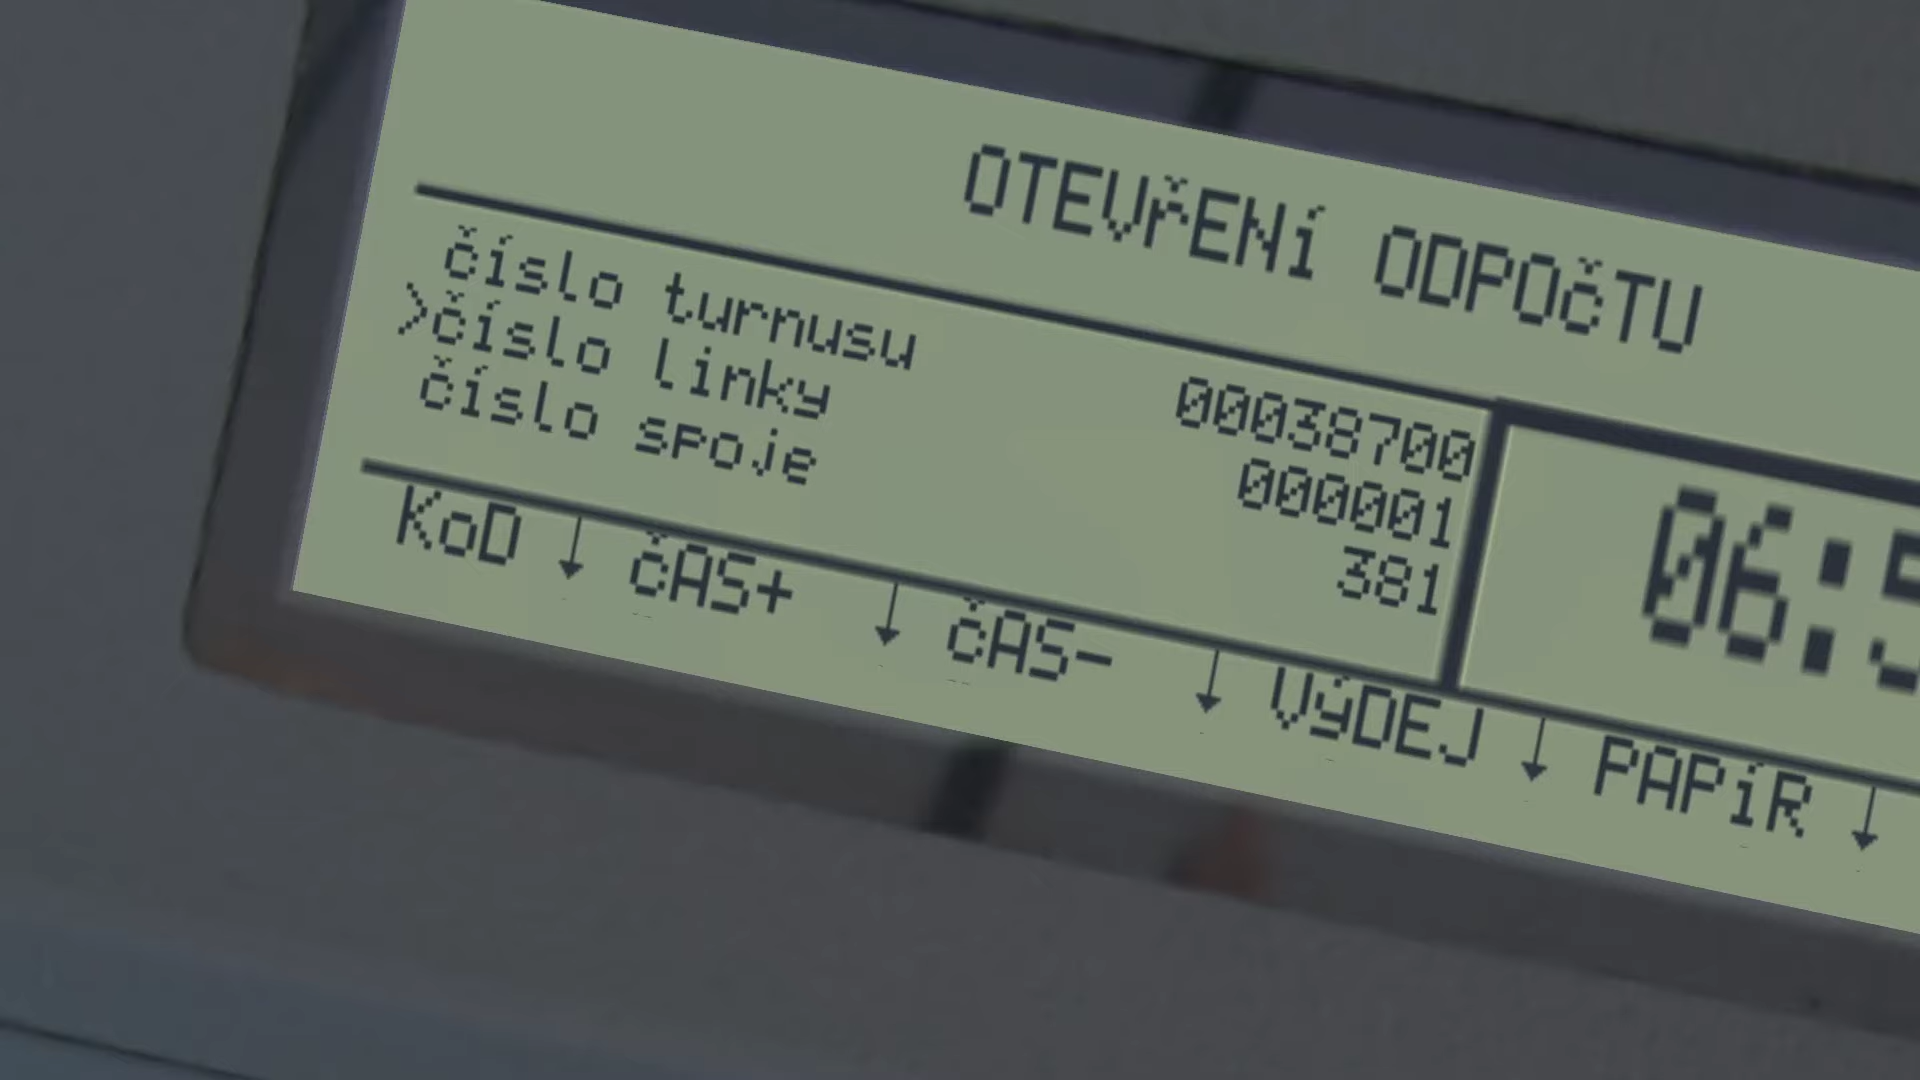 OTEVřENí ODPOčTU
číslo turnusu 00038700
>číslo linky 000001
číslo spoje 381
06:5
KoD ↓ čAS+ ↓ čAS- ↓ VýDEJ ↓ PAPíR ↓